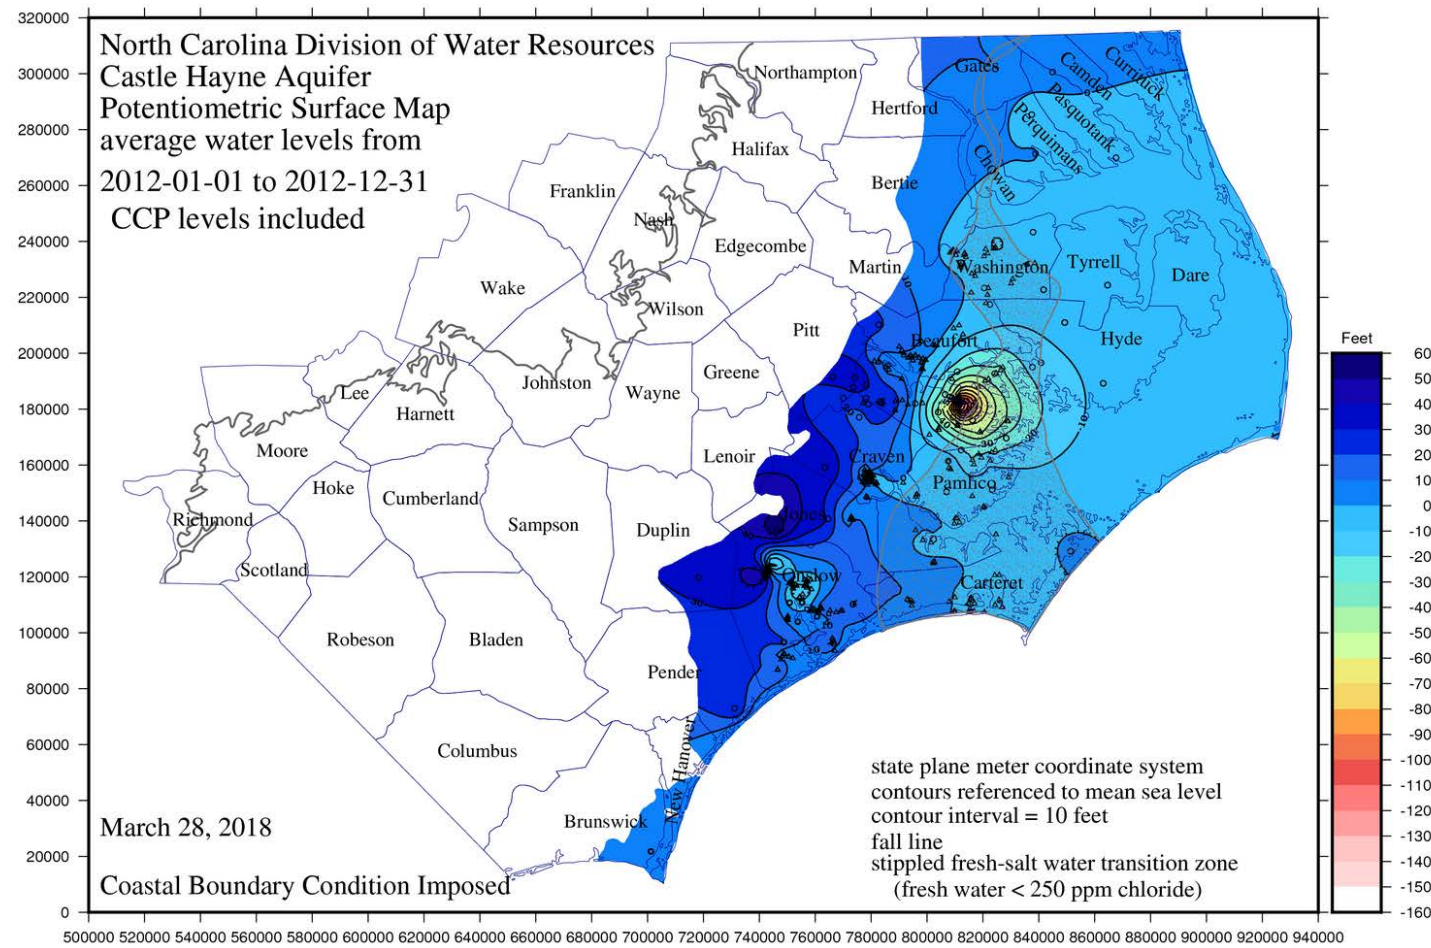 North Carolina Division of Water Resources
Castle Hayne Aquifer
Potentiometric Surface Map
average water levels from
2012-01-01 to 2012-12-31
CCP levels included
Northampton
Gates
Camden
Currituck
Hertford
Pasquotank
Perquimans
Halifax
Chowan
Franklin
Bertie
Nash
Edgecombe
Martin
Washington
Tyrrell
Dare
Wake
Wilson
Pitt
Beaufort
Hyde
Greene
Johnston
Wayne
Lee
Harnett
Moore
Lenoir
Craven
Pamlico
Hoke
Cumberland
Richmond
Sampson
Duplin
Jones
Scotland
Onslow
Carteret
Robeson
Bladen
Pender
Columbus
New Hanover
Brunswick
10
-10
30
10
state plane meter coordinate system
contours referenced to mean sea level
contour interval = 10 feet
fall line
stippled fresh-salt water transition zone
(fresh water < 250 ppm chloride)
March 28, 2018
Coastal Boundary Condition Imposed
320000
300000
280000
260000
240000
220000
200000
180000
160000
140000
120000
100000
80000
60000
40000
20000
0
500000 520000 540000 560000 580000 600000 620000 640000 660000 680000 700000 720000 740000 760000 780000 800000 820000 840000 860000 880000 900000 920000 940000
Feet
60
50
40
30
20
10
0
-10
-20
-30
-40
-50
-60
-70
-80
-90
-100
-110
-120
-130
-140
-150
-160